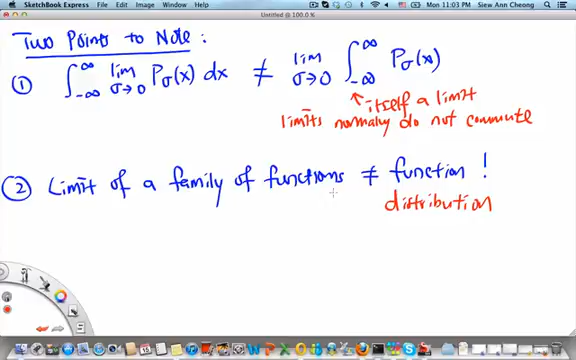 SketchBook Express File Edit Image Window Help Mon 11:03 PM Siew Ann Cheong
Untitled @ 100.0 %
Two Points to Note :
① ∫_{-∞}^{∞} lim_{σ→0} P_σ(x) dx ≠ lim_{σ→0} ∫_{-∞}^{∞} P_σ(x)
itself a limit
limits normally do not commute
② Limit of a family of functions ≠ function !
distribution